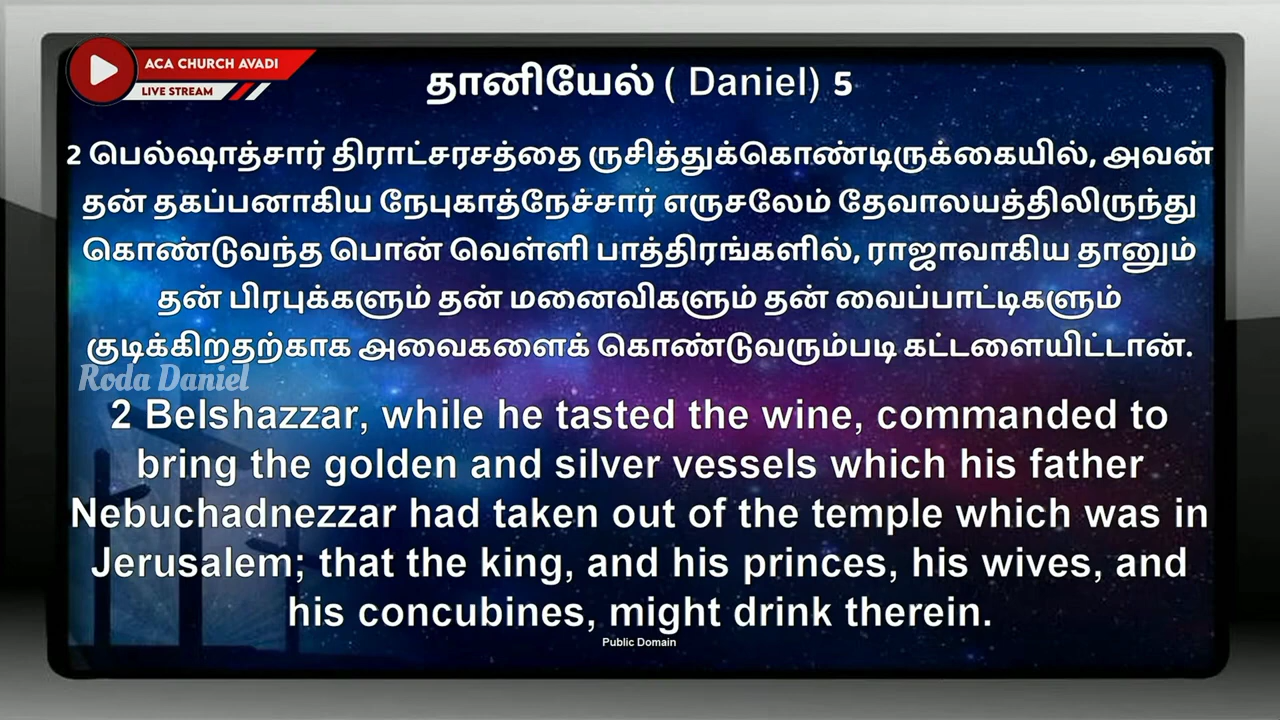 ACA CHURCH AVADI
LIVE STREAM
தானியேல் ( Daniel) 5
2 பெல்ஷாத்சார் திராட்சரசத்தை ருசித்துக்கொண்டிருக்கையில், அவன்
தன் தகப்பனாகிய நேபுகாத்நேச்சார் எருசலேம் தேவாலயத்திலிருந்து
கொண்டுவந்த பொன் வெள்ளி பாத்திரங்களில், ராஜாவாகிய தானும்
தன் பிரபுக்களும் தன் மனைவிகளும் தன் வைப்பாட்டிகளும்
குடிக்கிறதற்காக அவைகளைக் கொண்டுவரும்படி கட்டளையிட்டான்.
Roda Daniel
2 Belshazzar, while he tasted the wine, commanded to
bring the golden and silver vessels which his father
Nebuchadnezzar had taken out of the temple which was in
Jerusalem; that the king, and his princes, his wives, and
his concubines, might drink therein.
Public Domain